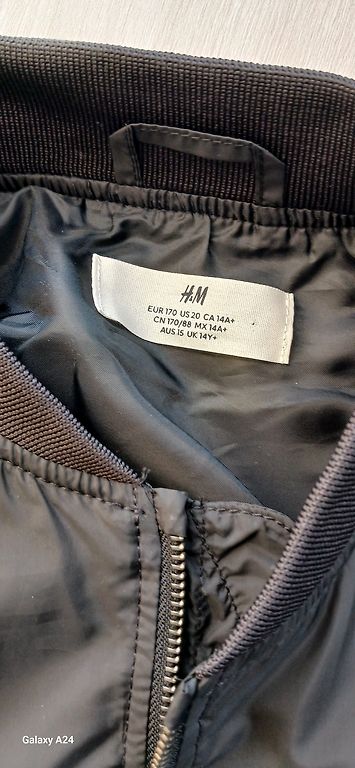 H&M
EUR 170 US 20 CA 14A+
CN 170/88 MX 14A+
AUS 15 UK 14Y+
Galaxy A24